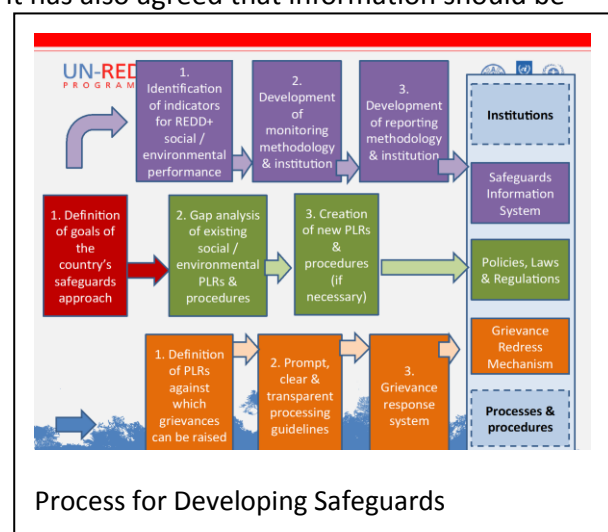 it has also agreed that information should be
UN-RED
PROGRAM
1.
Identification
of indicators
for REDD+
social /
environmental
performance
2.
Development
of
monitoring
methodology
& institution
3.
Development
of reporting
methodology
& institution
Institutions
Safeguards
Information
System
1. Definition
of goals of
the
country's
safeguards
approach
2. Gap analysis
of existing
social /
environmental
PLRs &
procedures
3. Creation
of new PLRs
&
procedures
(if
necessary)
Policies, Laws
& Regulations
1. Definition
of PLRs
against
which
grievances
can be raised
2. Prompt,
clear &
transparent
processing
guidelines
3.
Grievance
response
system
Grievance
Redress
Mechanism
Processes &
procedures
Process for Developing Safeguards